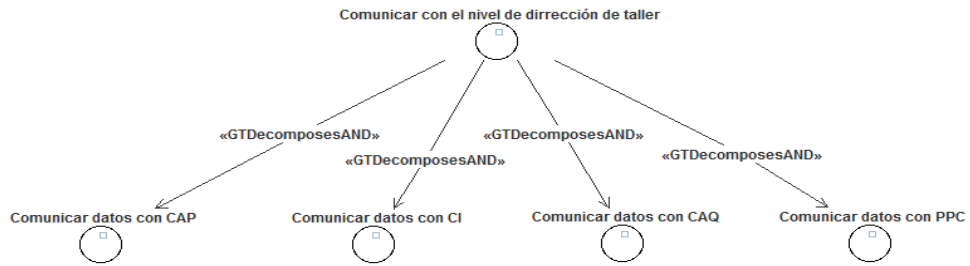 Comunicar con el nivel de dirrección de taller
«GTDecomposesAND»
«GTDecomposesAND»
«GTDecomposesAND»
«GTDecomposesAND»
Comunicar datos con CAP
Comunicar datos con CI
Comunicar datos con CAQ
Comunicar datos con PPC